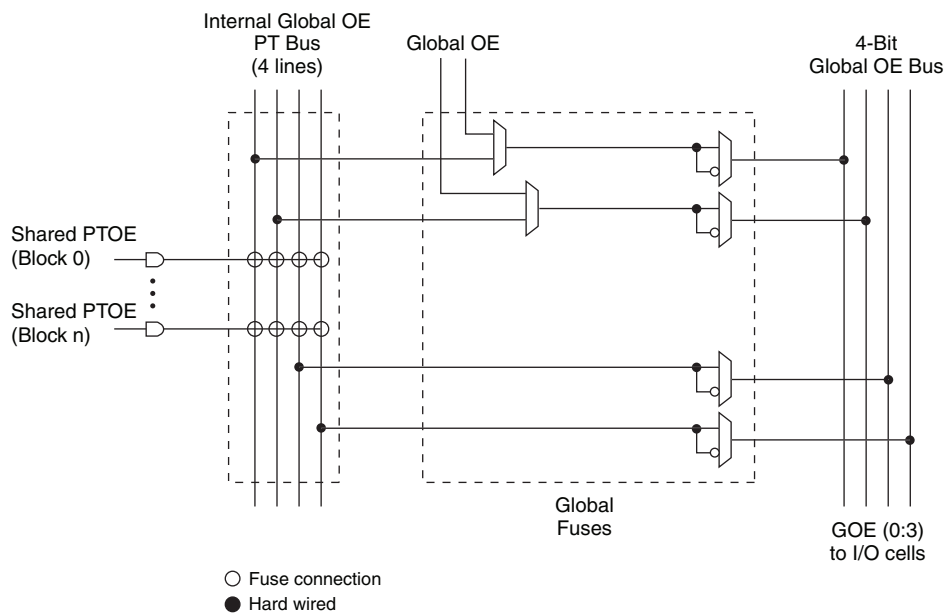 Internal Global OE
PT Bus
(4 lines)
Global OE
4-Bit
Global OE Bus
Shared PTOE
(Block 0)
Shared PTOE
(Block n)
Global
Fuses
GOE (0:3)
to I/O cells
Fuse connection
Hard wired